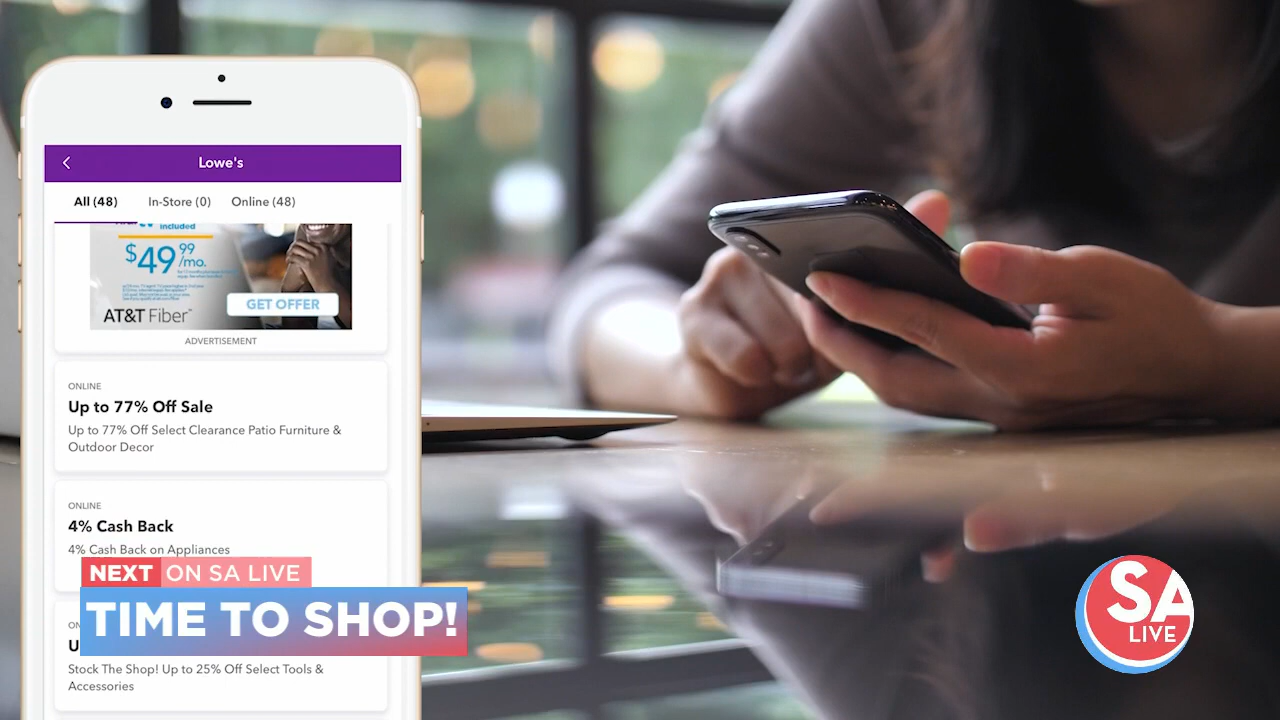 Lowe's
All (48) In-Store (0) Online (48)
included
$49 99
/mo.
GET OFFER
AT&T Fiber
ADVERTISEMENT
ONLINE
Up to 77% Off Sale
Up to 77% Off Select Clearance Patio Furniture &
Outdoor Decor
ONLINE
4% Cash Back
4% Cash Back on Appliances
NEXT ON SA LIVE
TIME TO SHOP!
Stock The Shop! Up to 25% Off Select Tools &
Accessories
SA
LIVE